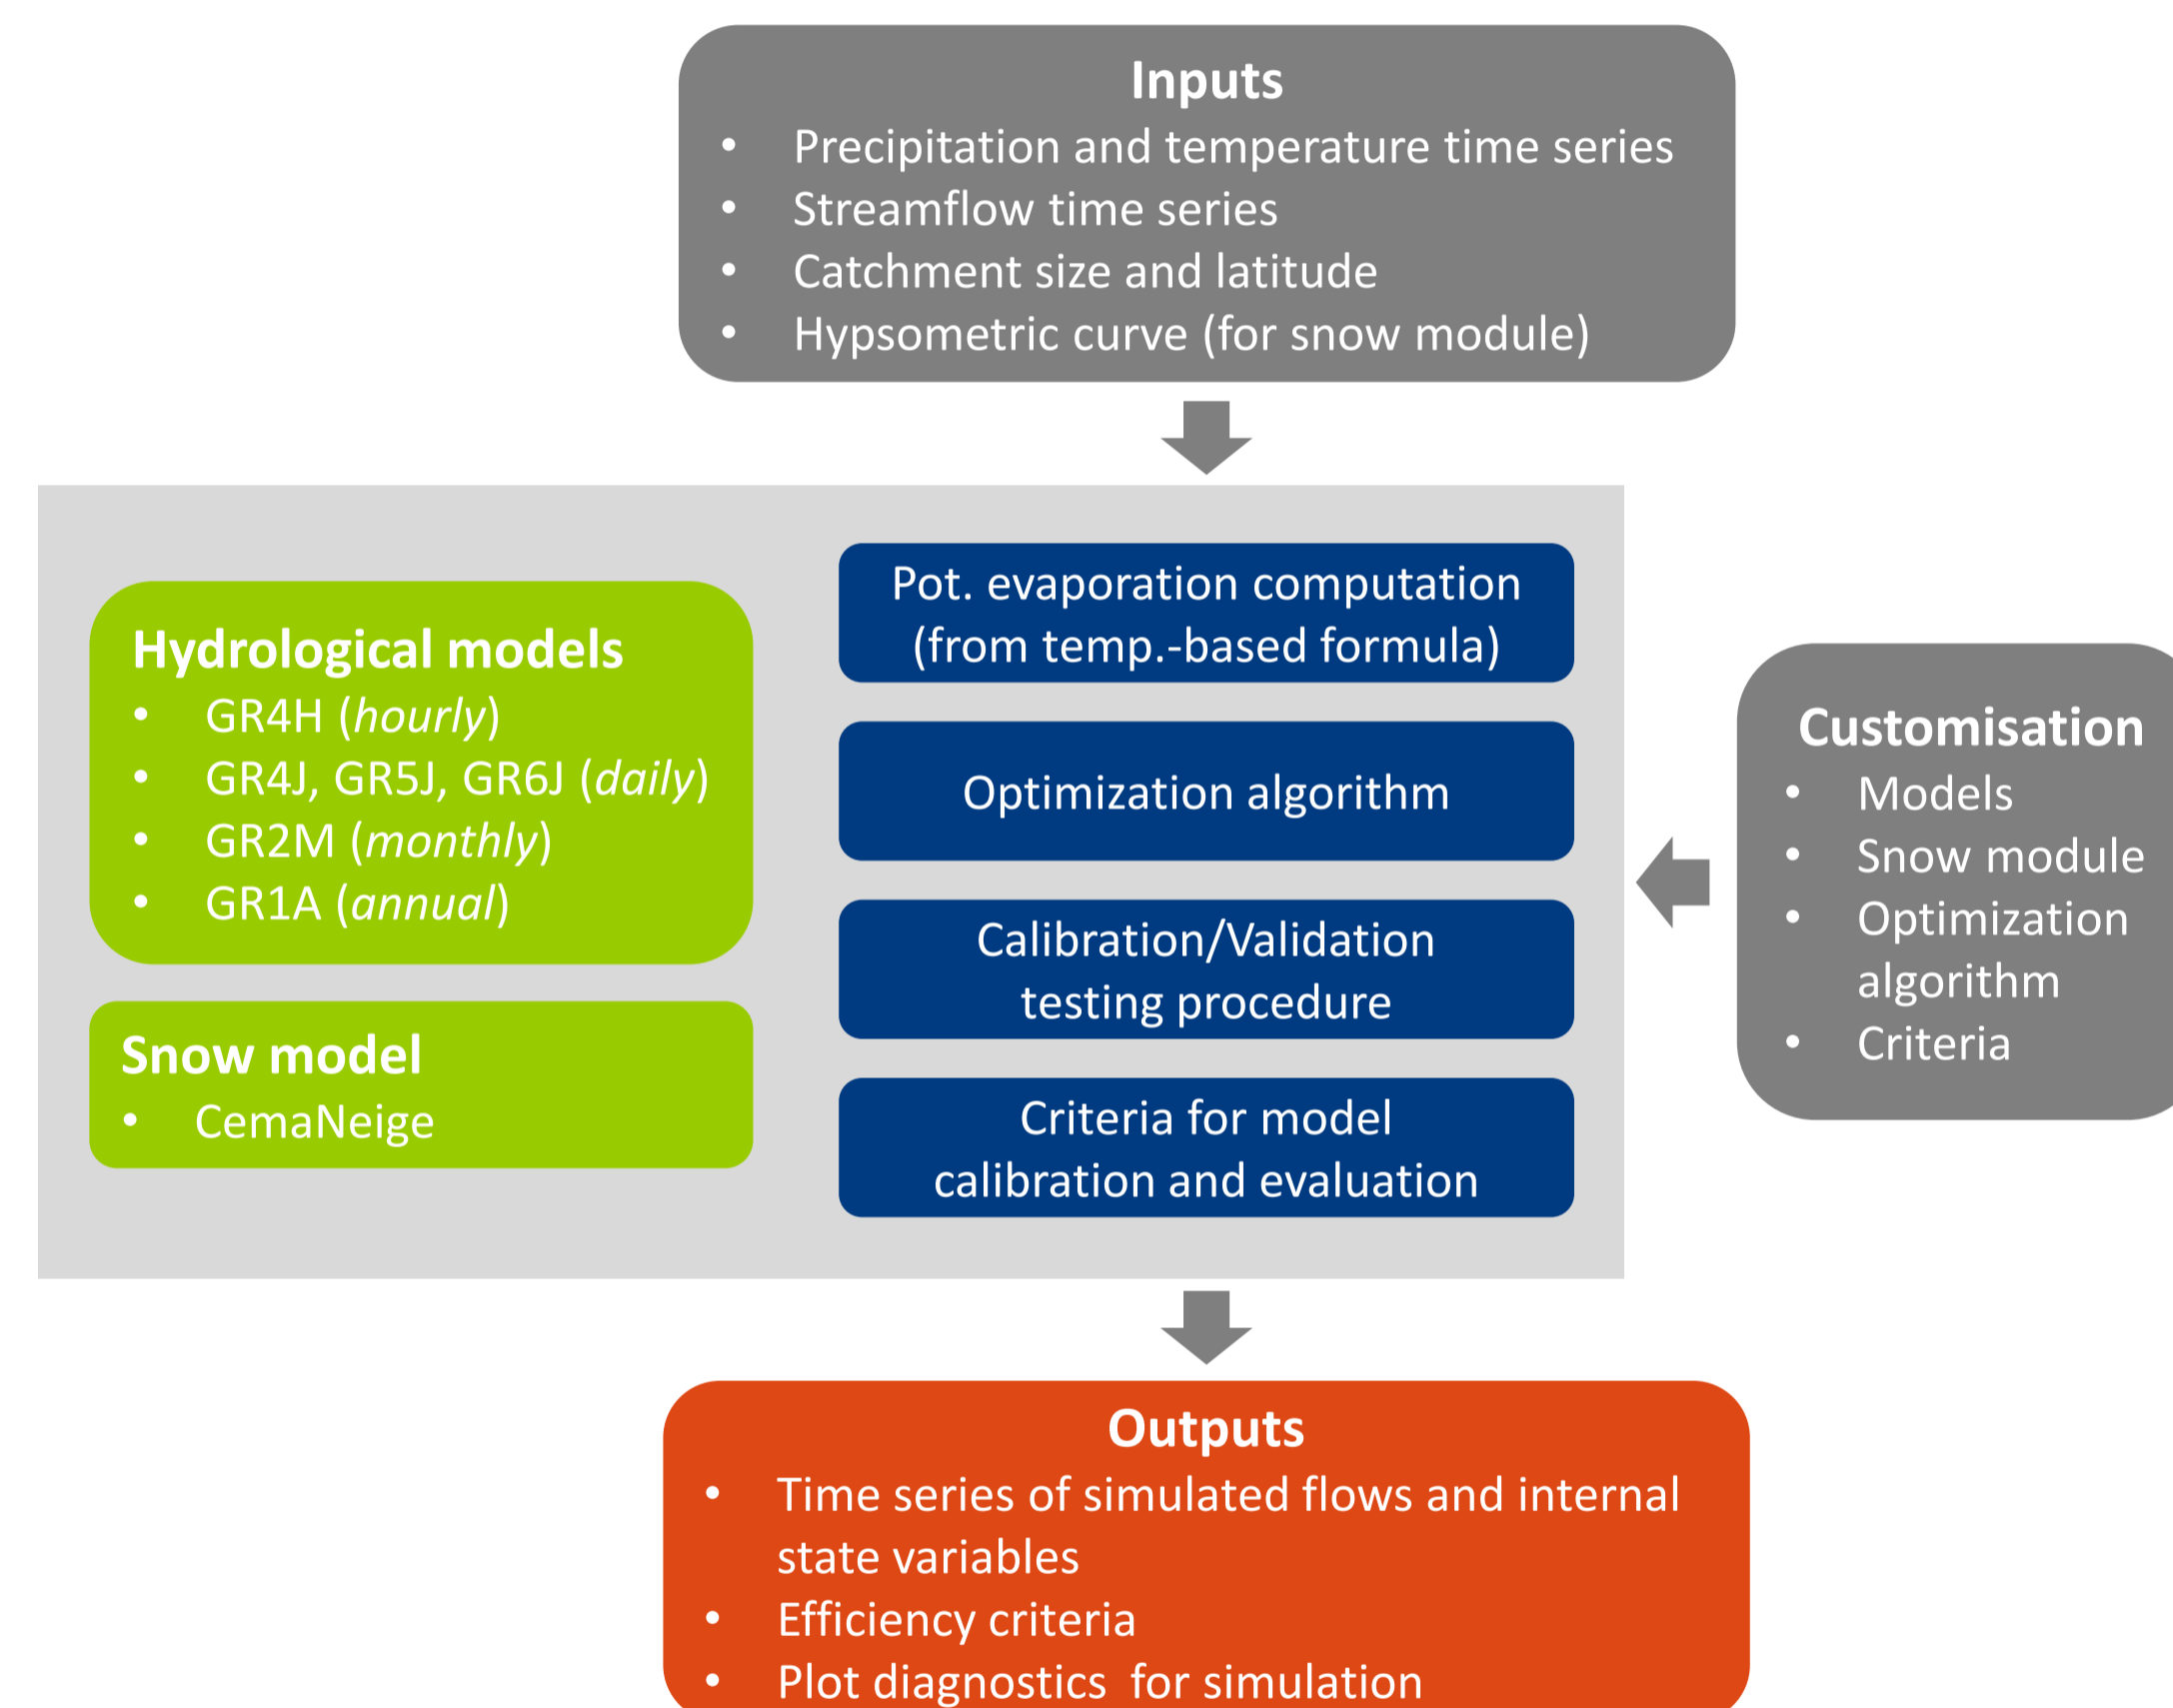 Inputs
• Precipitation and temperature time series
• Streamflow time series
• Catchment size and latitude
• Hypsometric curve (for snow module)
Hydrological models
• GR4H (hourly)
• GR4J, GR5J, GR6J (daily)
• GR2M (monthly)
• GR1A (annual)
Snow model
• CemaNeige
Pot. evaporation computation
(from temp.-based formula)
Optimization algorithm
Calibration/Validation
testing procedure
Criteria for model
calibration and evaluation
Customisation
• Models
• Snow module
• Optimization
algorithm
• Criteria
Outputs
• Time series of simulated flows and internal
state variables
• Efficiency criteria
• Plot diagnostics for simulation